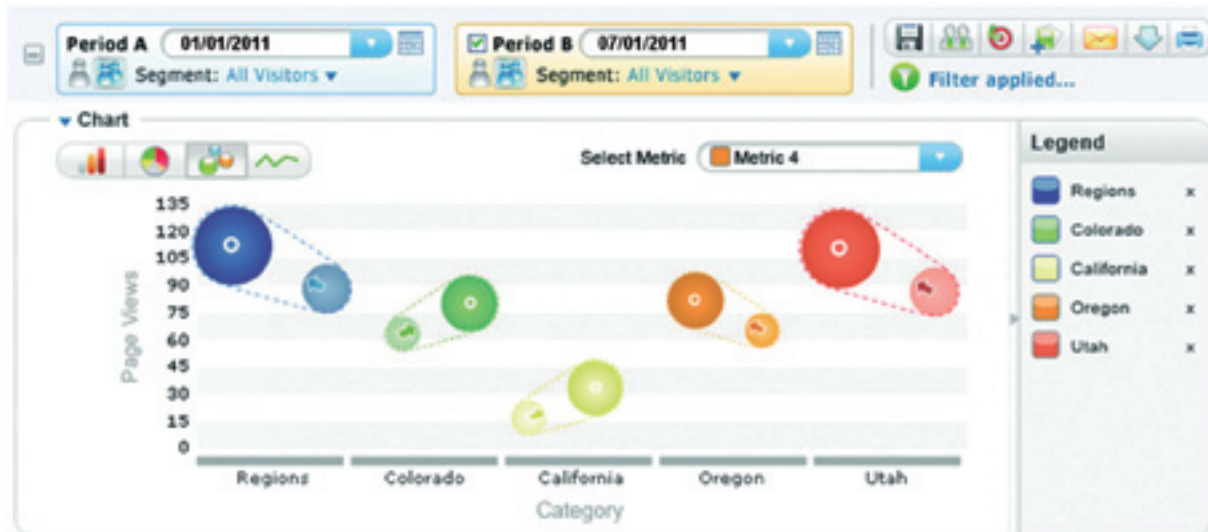 Period A 01/01/2011
Segment: All Visitors
Period B 07/01/2011
Segment: All Visitors
Filter applied...
Chart
Select Metric Metric 4
Legend
Regions x
Colorado x
California x
Oregon x
Utah x
Page Views
135
120
105
90
75
60
45
30
15
0
Regions Colorado California Oregon Utah
Category